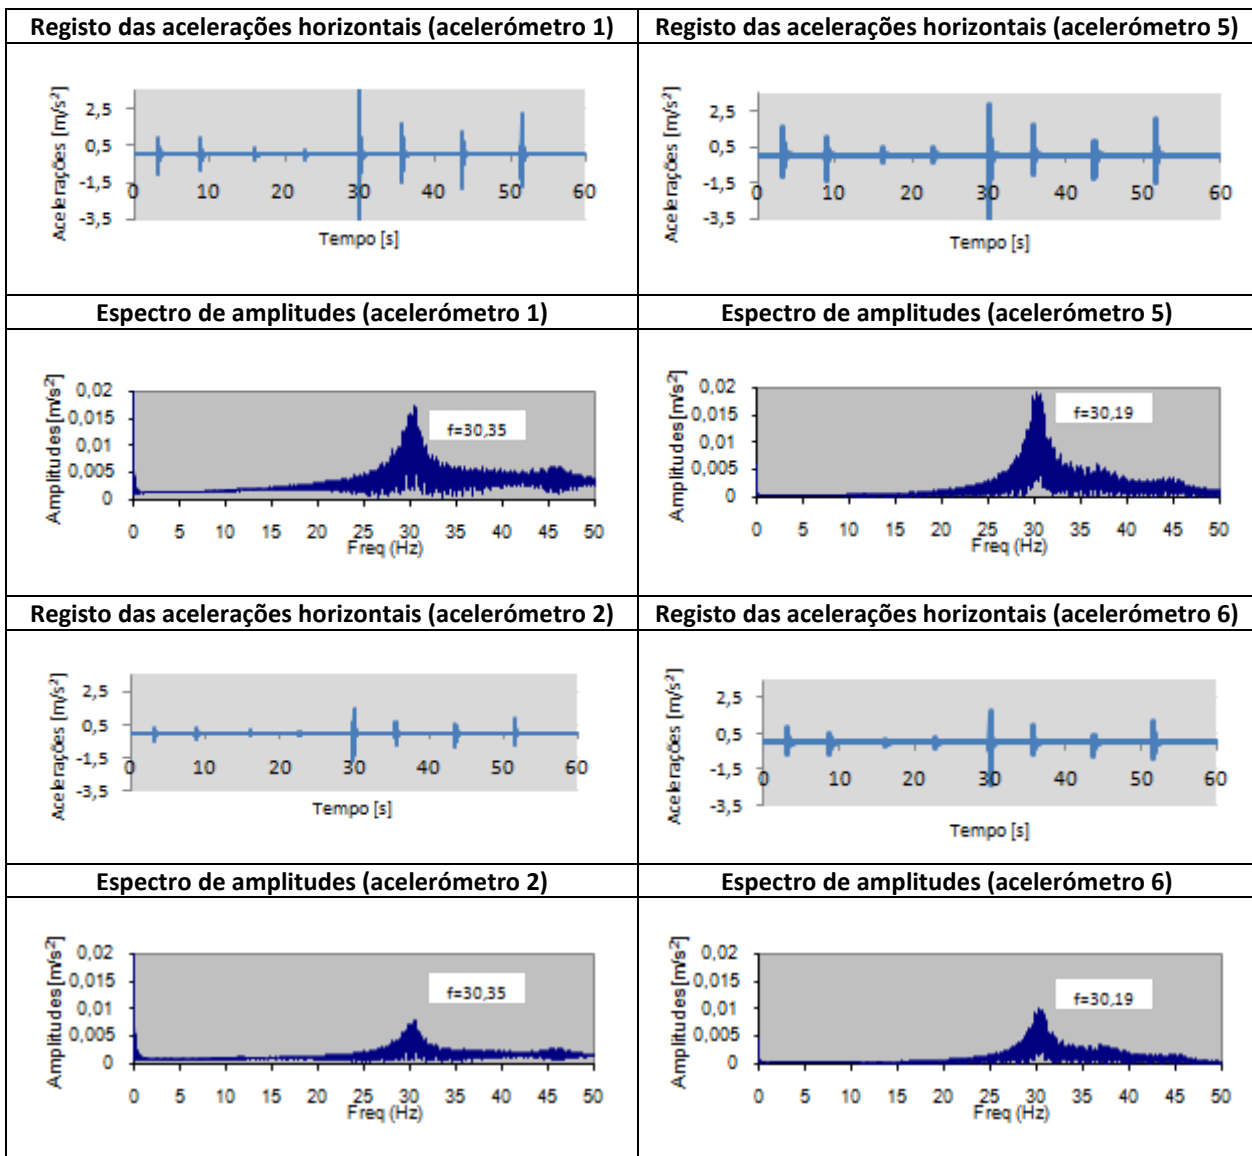 Registo das acelerações horizontais (acelerómetro 1)
Registo das acelerações horizontais (acelerómetro 5)
Acelerações [m/s²]
2,5
0,5
-1,5
-3,5
0 10 20 30 40 50 60
Tempo [s]
Acelerações [m/s²]
2,5
0,5
-1,5
-3,5
0 10 20 30 40 50 60
Tempo [s]
Espectro de amplitudes (acelerómetro 1)
Espectro de amplitudes (acelerómetro 5)
Amplitudes[m/s²]
0,02
0,015
0,01
0,005
0
f=30,35
0 5 10 15 20 25 30 35 40 45 50
Freq (Hz)
Amplitudes[m/s²]
0,02
0,015
0,01
0,005
0
f=30,19
0 5 10 15 20 25 30 35 40 45 50
Freq (Hz)
Registo das acelerações horizontais (acelerómetro 2)
Registo das acelerações horizontais (acelerómetro 6)
Acelerações [m/s²]
2,5
0,5
-1,5
-3,5
0 10 20 30 40 50 60
Tempo [s]
Acelerações [m/s²]
2,5
0,5
-1,5
-3,5
0 10 20 30 40 50 60
Tempo [s]
Espectro de amplitudes (acelerómetro 2)
Espectro de amplitudes (acelerómetro 6)
Amplitudes[m/s²]
0,02
0,015
0,01
0,005
0
f=30,35
0 5 10 15 20 25 30 35 40 45 50
Freq (Hz)
Amplitudes[m/s²]
0,02
0,015
0,01
0,005
0
f=30,19
0 5 10 15 20 25 30 35 40 45 50
Freq (Hz)